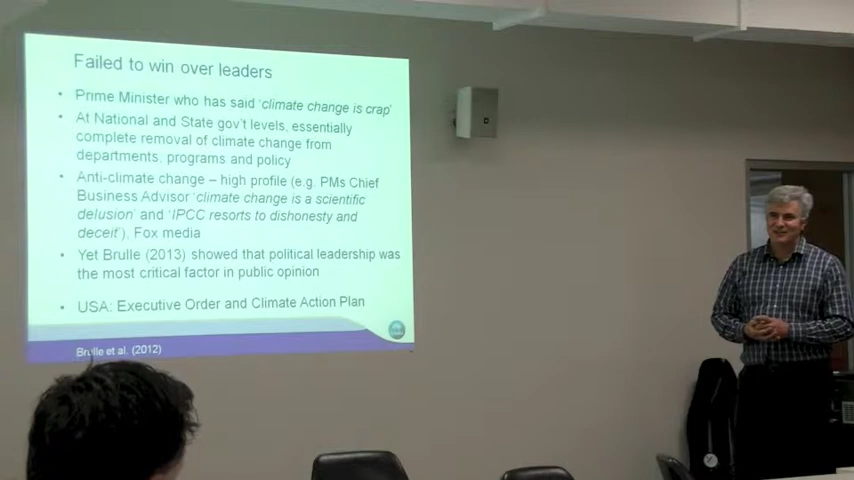 Failed to win over leaders
• Prime Minister who has said 'climate change is crap'
• At National and State gov't levels, essentially
complete removal of climate change from
departments, programs and policy
• Anti-climate change – high profile (e.g. PMs Chief
Business Advisor 'climate change is a scientific
delusion' and 'IPCC resorts to dishonesty and
deceit'), Fox media
• Yet Brulle (2013) showed that political leadership was
the most critical factor in public opinion
• USA: Executive Order and Climate Action Plan
Brulle et al. (2012)